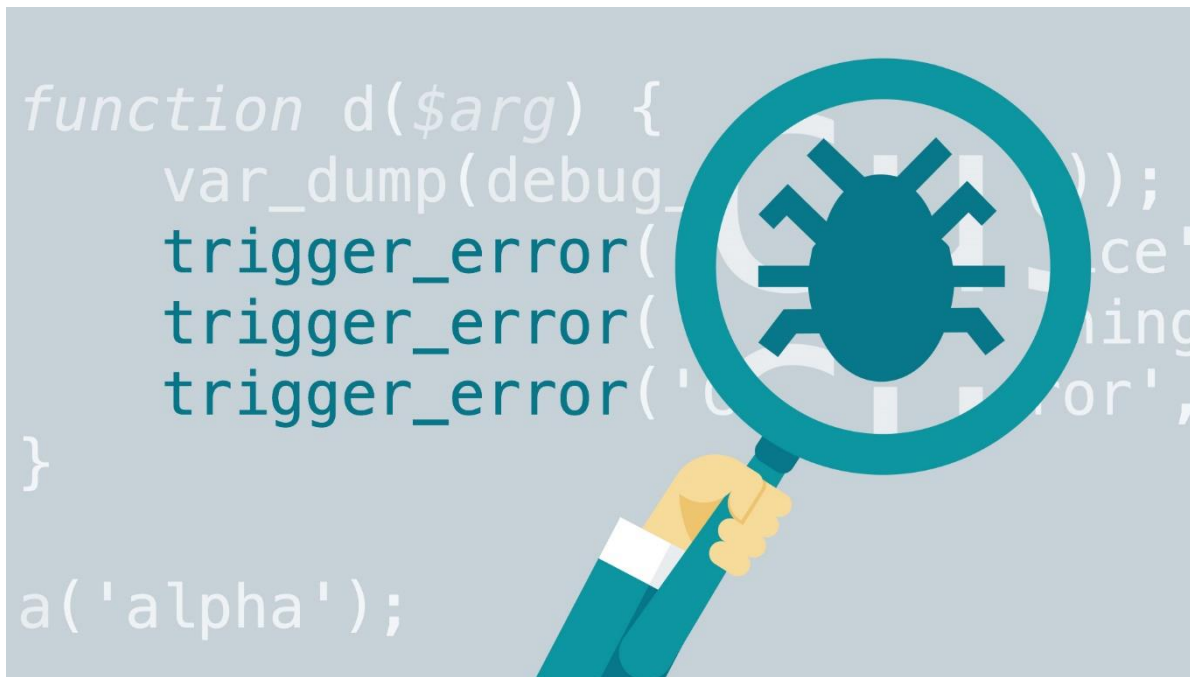 function d($arg) {
var_dump(debug_ ));
trigger_error(
trigger_error(
trigger_error('
}
a('alpha');